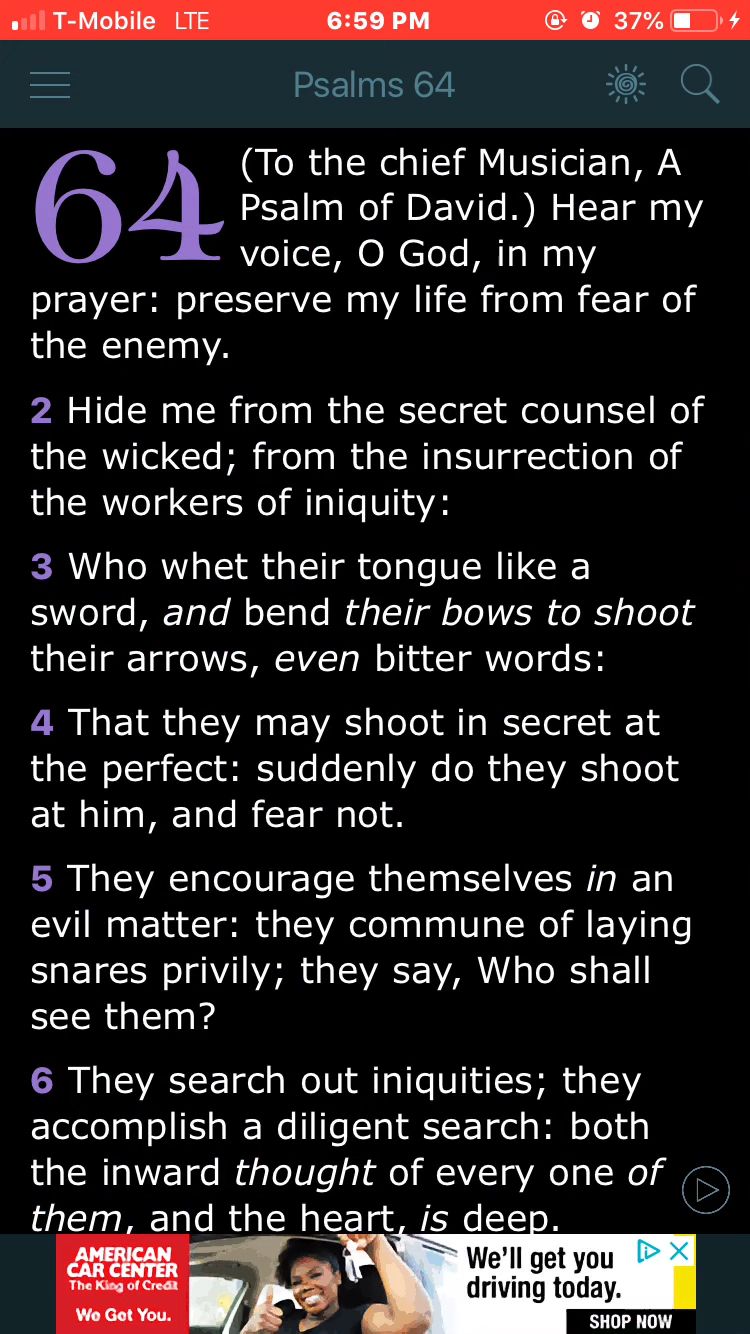 T-Mobile LTE 6:59 PM 37%
Psalms 64
64 (To the chief Musician, A
Psalm of David.) Hear my
voice, O God, in my
prayer: preserve my life from fear of
the enemy.
2 Hide me from the secret counsel of
the wicked; from the insurrection of
the workers of iniquity:
3 Who whet their tongue like a
sword, and bend their bows to shoot
their arrows, even bitter words:
4 That they may shoot in secret at
the perfect: suddenly do they shoot
at him, and fear not.
5 They encourage themselves in an
evil matter: they commune of laying
snares privily; they say, Who shall
see them?
6 They search out iniquities; they
accomplish a diligent search: both
the inward thought of every one of
them, and the heart, is deep.
AMERICAN
CAR CENTER
The King of Credit
We Get You.
We'll get you
driving today.
SHOP NOW